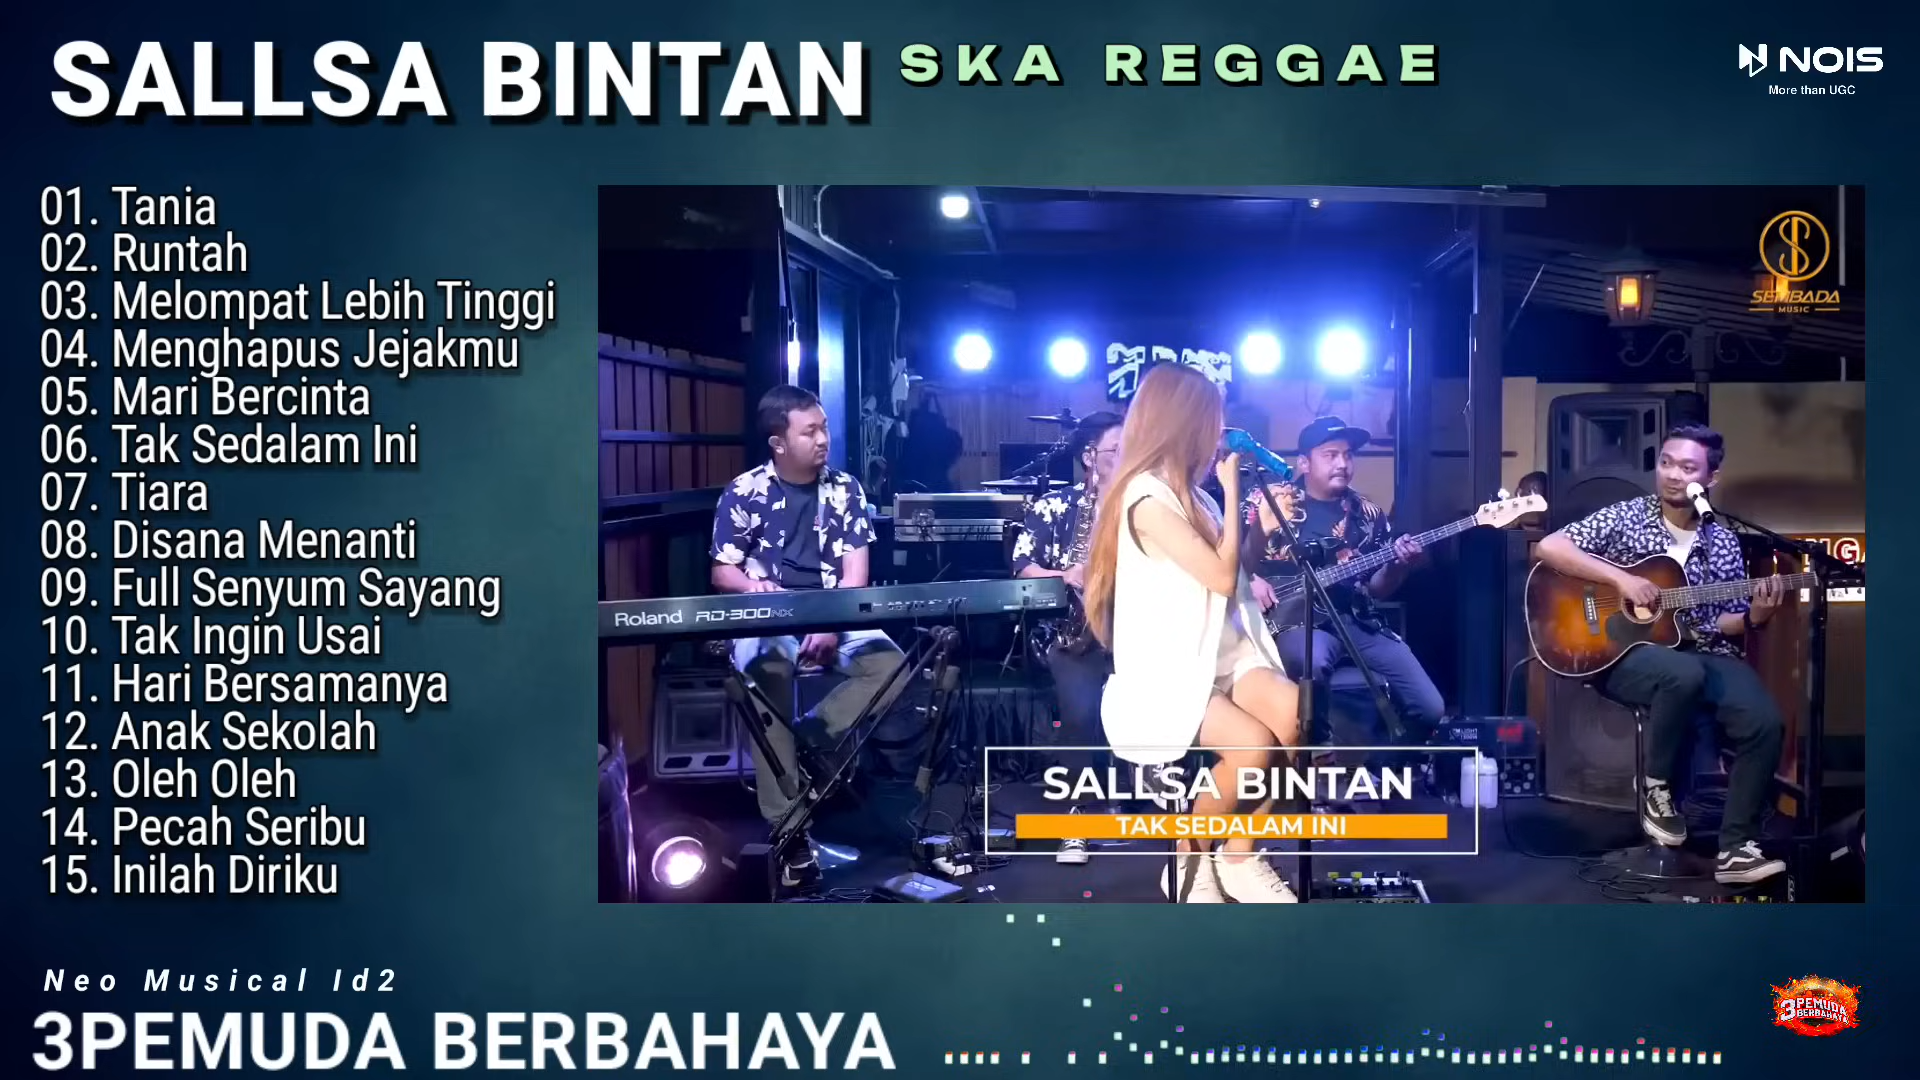 SALLSA BINTAN
SKA REGGAE
NOIS
More than UGC
01. Tania
02. Runtah
03. Melompat Lebih Tinggi
04. Menghapus Jejakmu
05. Mari Bercinta
06. Tak Sedalam Ini
07. Tiara
08. Disana Menanti
09. Full Senyum Sayang
10. Tak Ingin Usai
11. Hari Bersamanya
12. Anak Sekolah
13. Oleh Oleh
14. Pecah Seribu
15. Inilah Diriku
SEMBADA
MUSIC
Roland RD-300NX
SALLSA BINTAN
TAK SEDALAM INI
Neo Musical Id2
3PEMUDA BERBAHAYA
3PEMUDA
BERBAHAYA